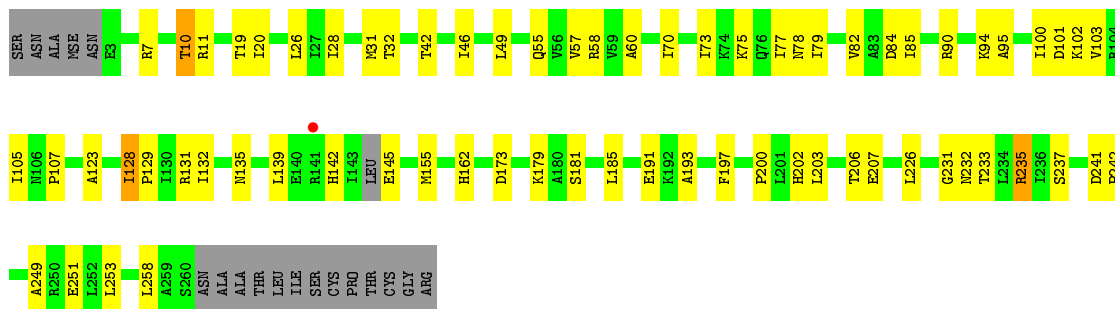 SER ASN ALA MSE ASN E3 R7 T10 R11 T19 I20 L26 I27 I28 M31 T32 T42 I46 L49 Q55 V56 V57 R58 V59 A60 I70 I73 K74 K75 Q76 I77 N78 I79 V82 A83 D84 I85 R90 K94 A95 I100 D101 K102 V103 R104
I105 N106 P107 A123 I128 P129 I130 R131 I132 N135 L139 E140 R141 H142 I143 LEU E145 M155 H162 D173 K179 A180 S181 L185 E191 K192 A193 F197 P200 L201 H202 L203 T206 E207 L226 G231 N232 T233 L234 R235 I236 S237 D241
A249 R250 E251 L252 L253 L258 A259 S260 ASN ALA ALA THR LEU ILE SER CYS PRO THR CYS GLY ARG